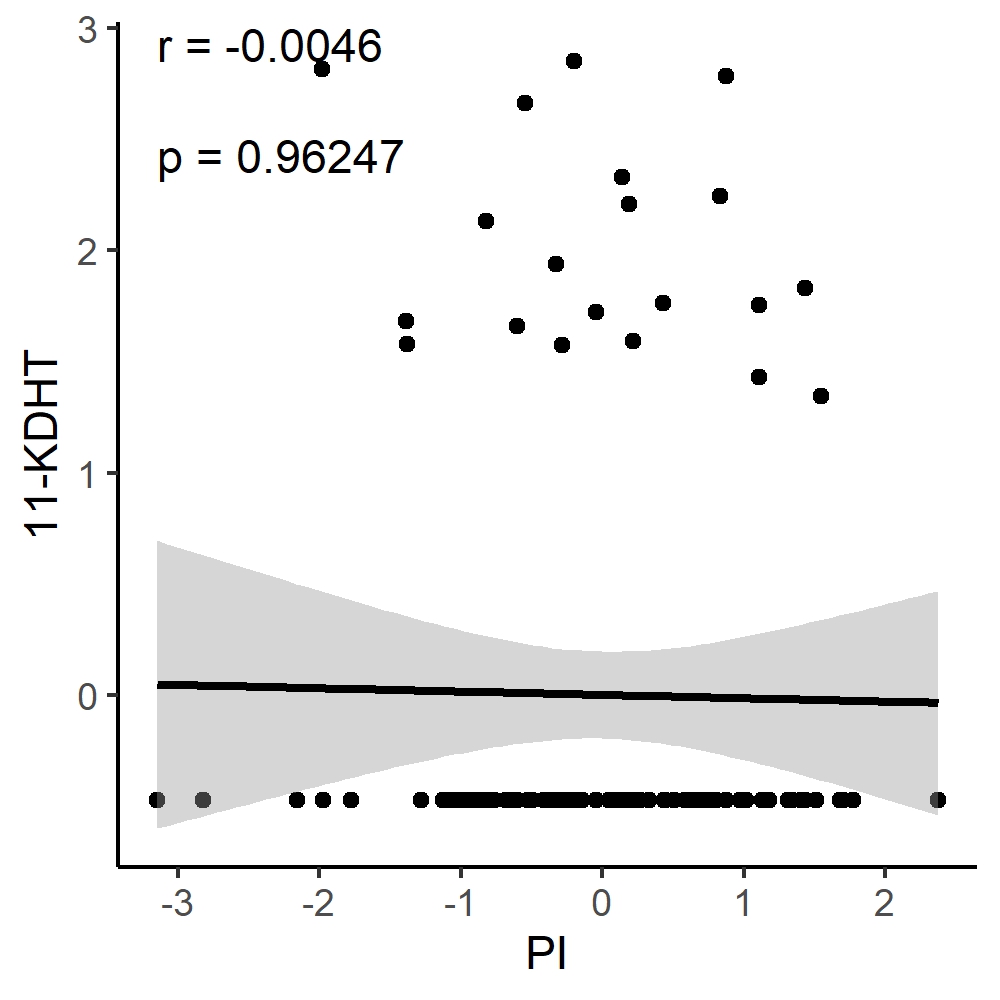 r = -0.0046
p = 0.96247
3
2
1
0
11-KDHT
-3
-2
-1
0
1
2
PI